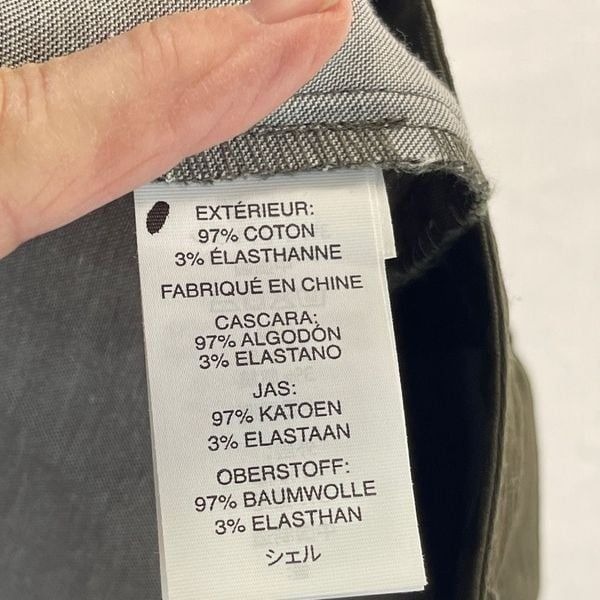 EXTÉRIEUR:
97% COTON
3% ÉLASTHANNE
FABRIQUÉ EN CHINE
CASCARA:
97% ALGODÓN
3% ELASTANO
JAS:
97% KATOEN
3% ELASTAAN
OBERSTOFF:
97% BAUMWOLLE
3% ELASTHAN
シェル